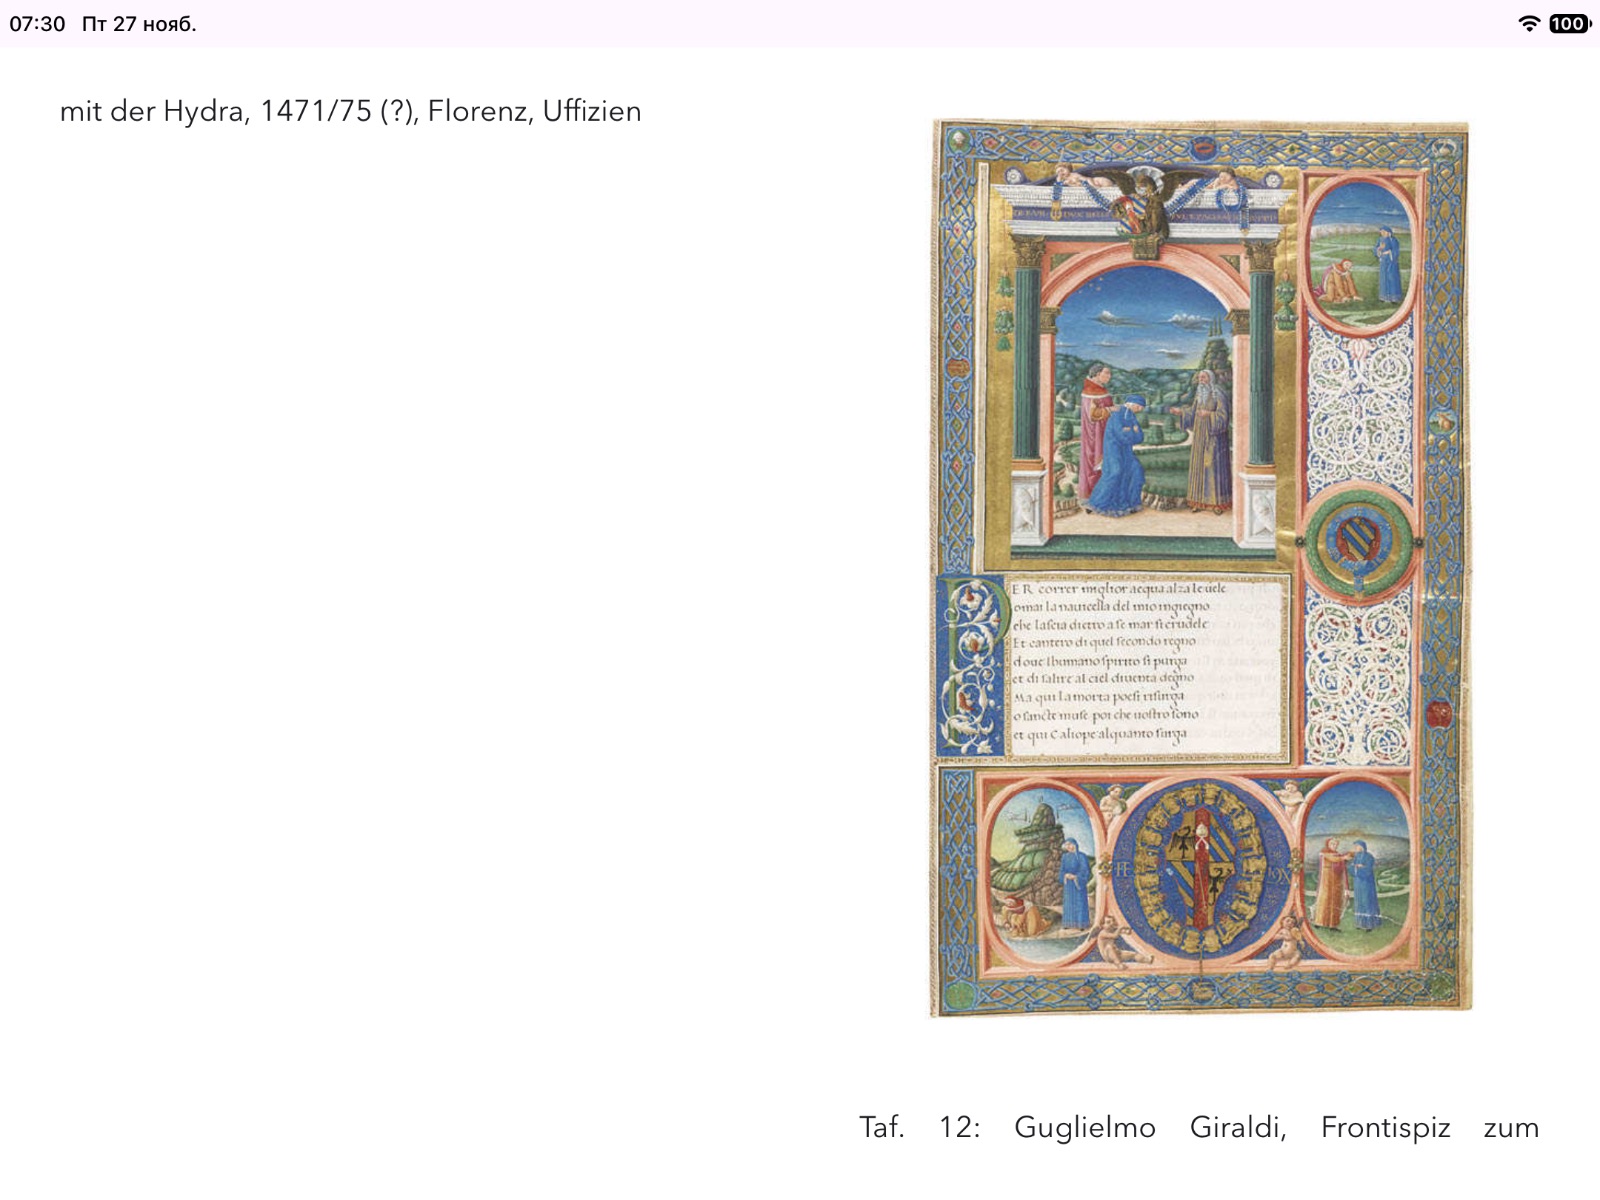 07:30 Пт 27 нояб.
100
mit der Hydra, 1471/75 (?), Florenz, Uffizien
PER correr miglior acqua alza le uele
omai la nauicella del mio ingiegno
che lascia dietro a se mar si crudele
Et cantero di quel secondo regno
doue lhumano spirito si purga
et di salire al ciel diuenta degno
Ma qui la morta poesi risurga
o sancte muse poi che uostro sono
et qui Caliope alquanto surga
FE
Taf. 12: Guglielmo Giraldi, Frontispiz zum